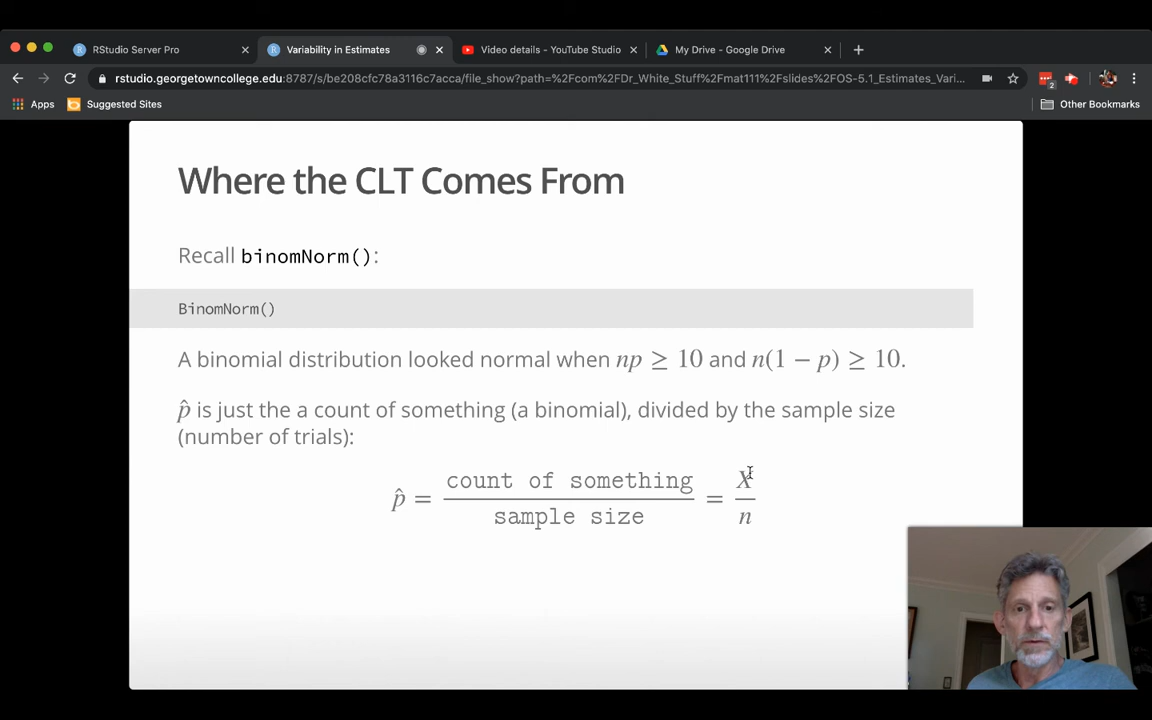 RStudio Server Pro
Variability in Estimates
Video details - YouTube Studio
My Drive - Google Drive
rstudio.georgetowncollege.edu:8787/s/be208cfc78a3116c7acca/file_show?path=%2Fcom%2FDr_White_Stuff%2Fmat111%2Fslides%2FOS-5.1_Estimates_Vari...
2
Apps
Suggested Sites
Other Bookmarks
Where the CLT Comes From
Recall binomNorm():
BinomNorm()
A binomial distribution looked normal when np ≥ 10 and n(1 − p) ≥ 10.
p̂ is just the a count of something (a binomial), divided by the sample size
(number of trials):
p̂ = count of something / sample size = X / n